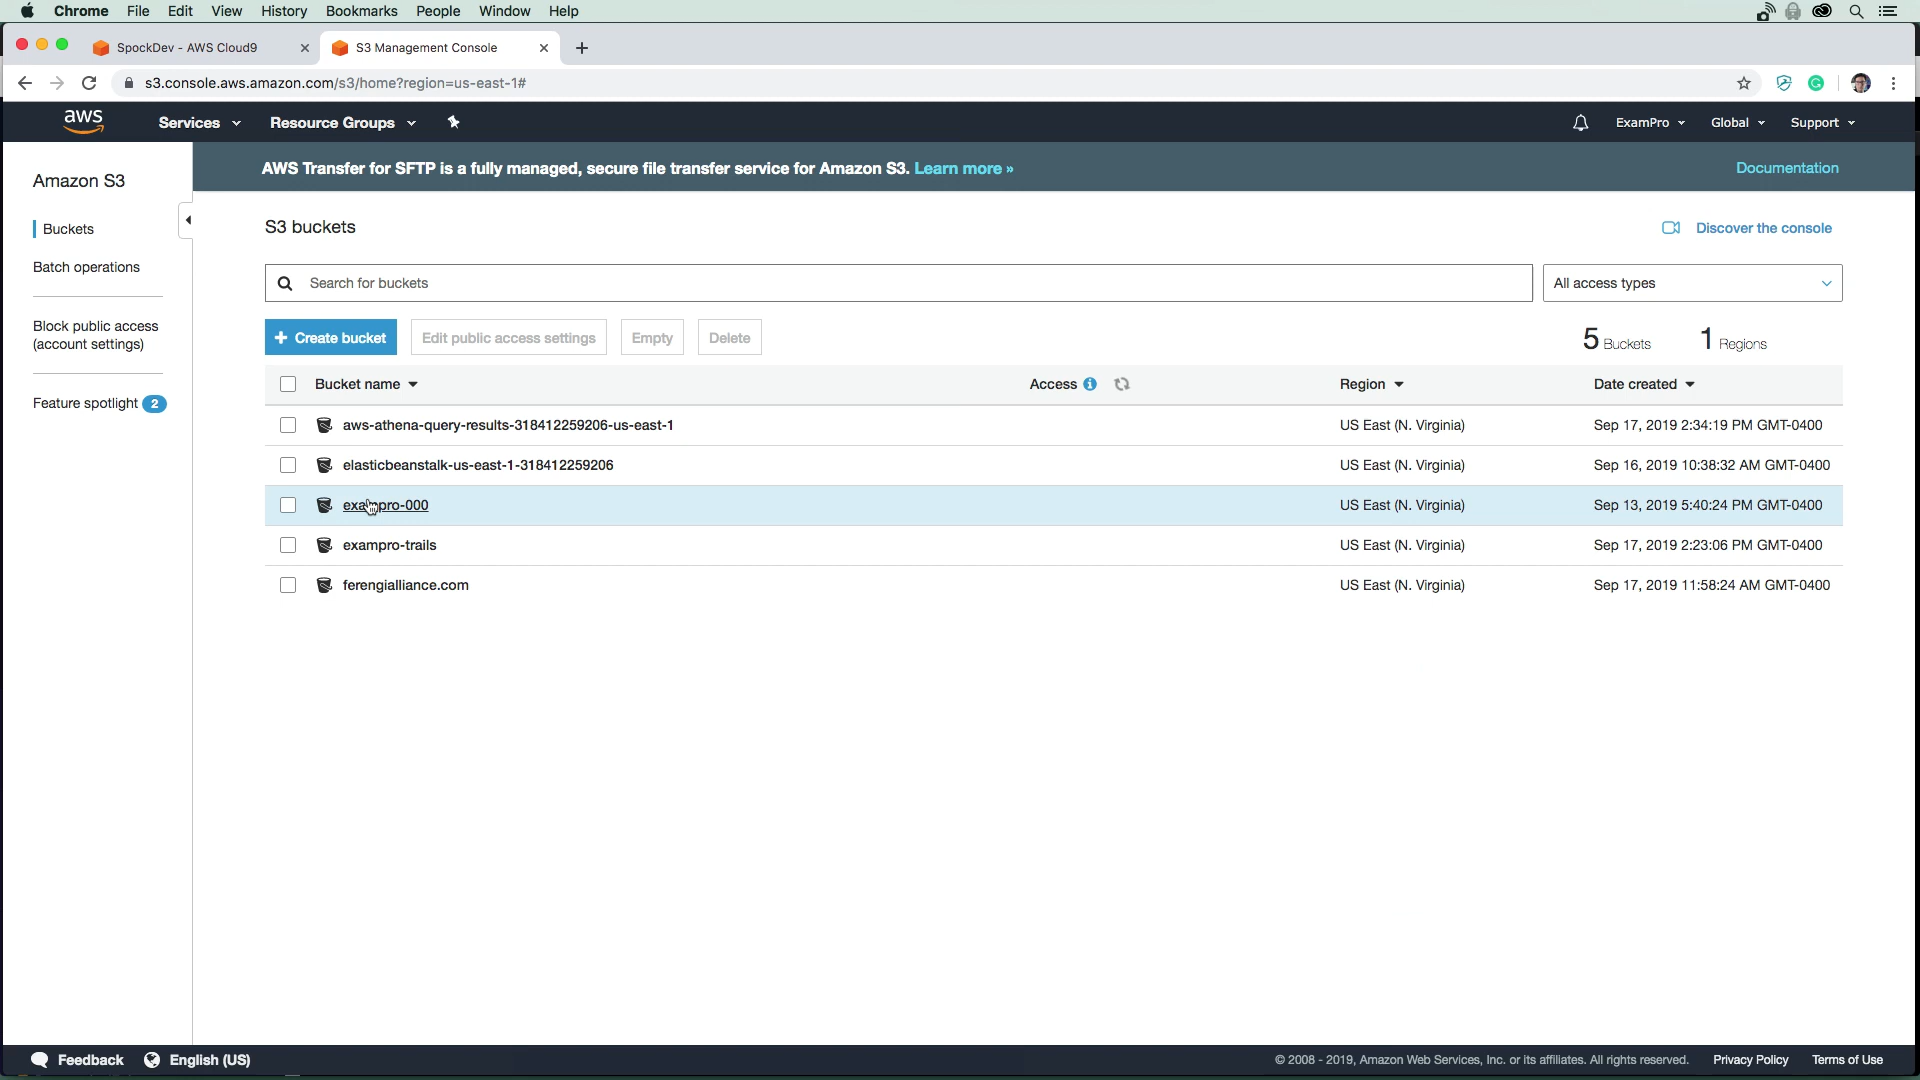 Chrome File Edit View History Bookmarks People Window Help
SpockDev - AWS Cloud9
S3 Management Console
s3.console.aws.amazon.com/s3/home?region=us-east-1#
aws Services Resource Groups ExamPro Global Support
AWS Transfer for SFTP is a fully managed, secure file transfer service for Amazon S3. Learn more » Documentation
Amazon S3
Buckets
Batch operations
Block public access
(account settings)
Feature spotlight 2
S3 buckets
Discover the console
Search for buckets
All access types
+ Create bucket Edit public access settings Empty Delete
5 Buckets 1 Regions
Bucket name Access Region Date created
aws-athena-query-results-318412259206-us-east-1 US East (N. Virginia) Sep 17, 2019 2:34:19 PM GMT-0400
elasticbeanstalk-us-east-1-318412259206 US East (N. Virginia) Sep 16, 2019 10:38:32 AM GMT-0400
exampro-000 US East (N. Virginia) Sep 13, 2019 5:40:24 PM GMT-0400
exampro-trails US East (N. Virginia) Sep 17, 2019 2:23:06 PM GMT-0400
ferengialliance.com US East (N. Virginia) Sep 17, 2019 11:58:24 AM GMT-0400
Feedback English (US) © 2008 - 2019, Amazon Web Services, Inc. or its affiliates. All rights reserved. Privacy Policy Terms of Use